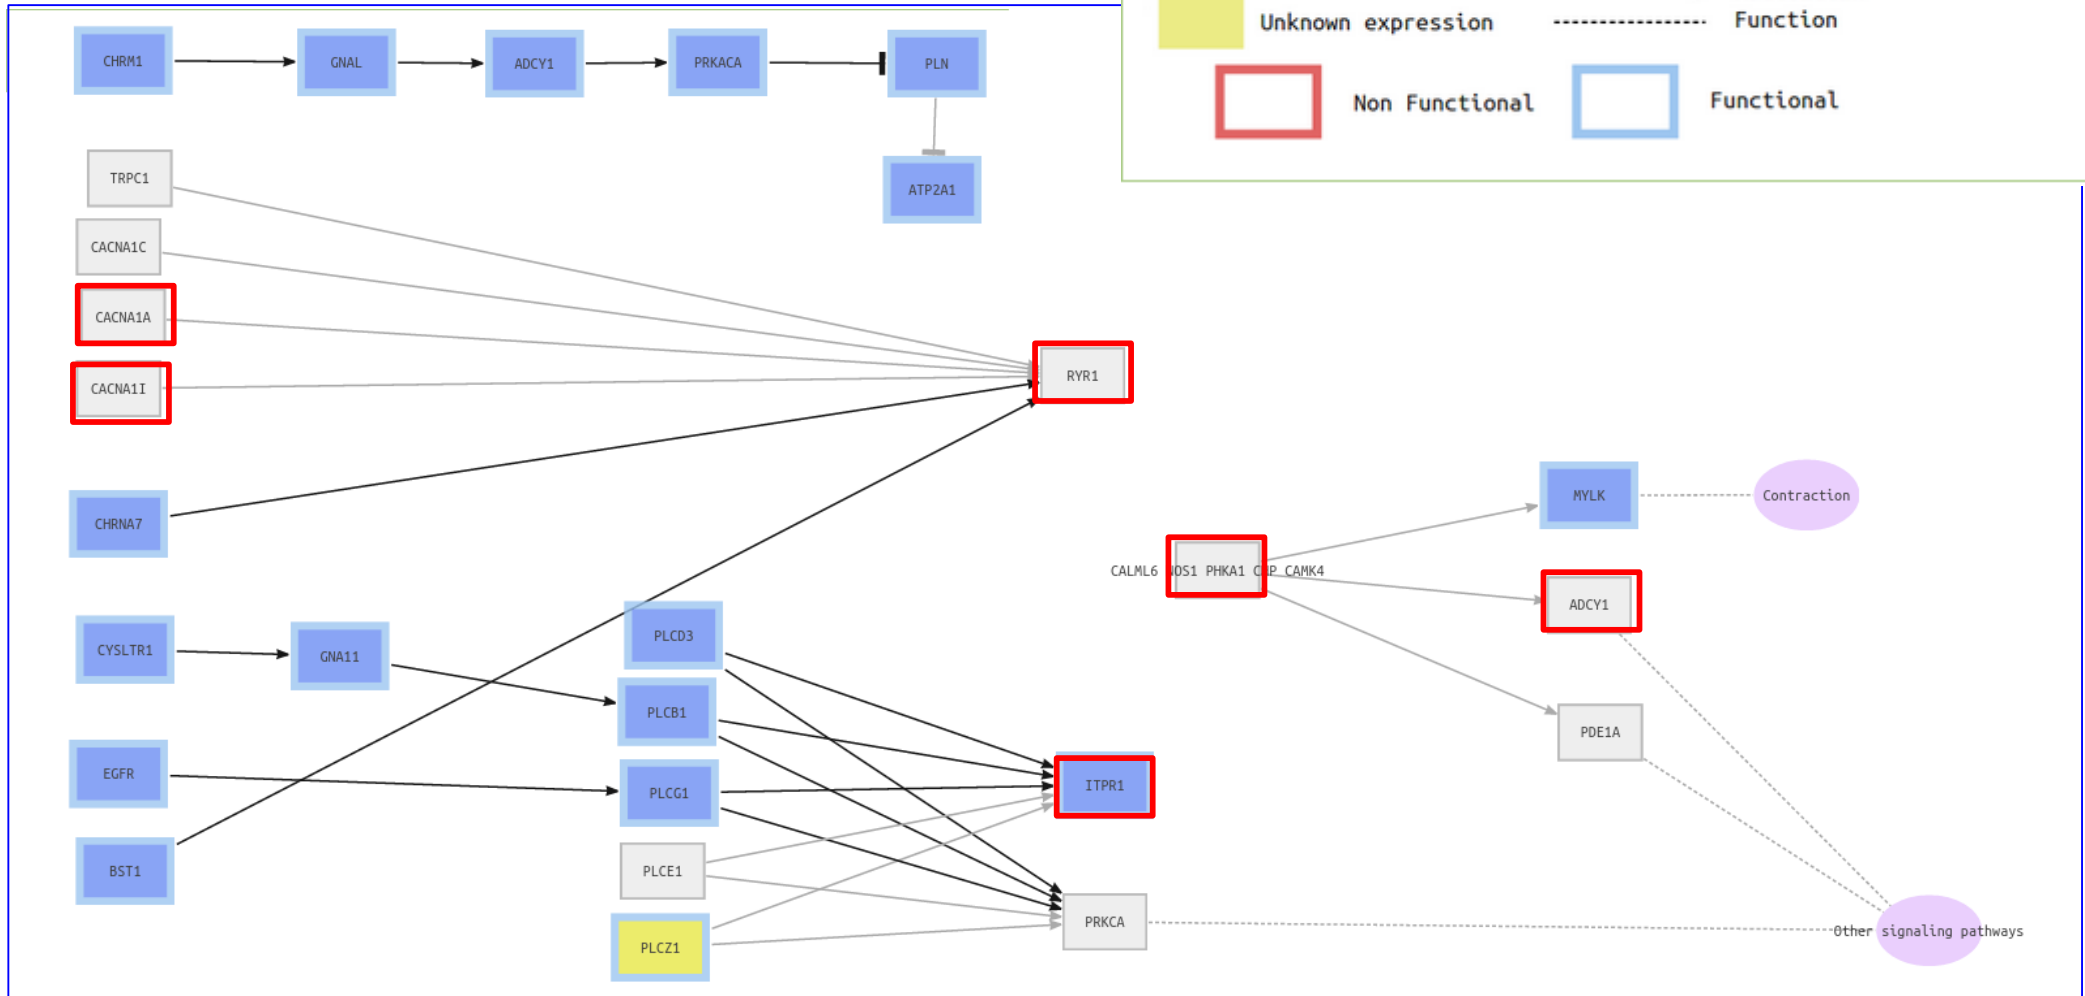 Unknown expression
Function
Non Functional
Functional
CHRM1
GNAL
ADCY1
PRKACA
PLN
TRPC1
ATP2A1
CACNA1C
CACNA1A
CACNA1I
RYR1
CHRNA7
MYLK
Contraction
CALML6 NOS1 PHKA1 CMP CAMK4
ADCY1
CYSLTR1
GNA11
PLCD3
PLCB1
PDE1A
EGFR
PLCG1
ITPR1
BST1
PLCE1
PRKCA
Other signaling pathways
PLCZ1